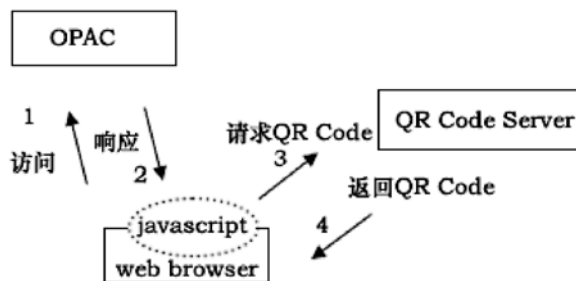 OPAC
1
访问
响应
2
请求QR Code
3
QR Code Server
返回QR Code
4
javascript
web browser